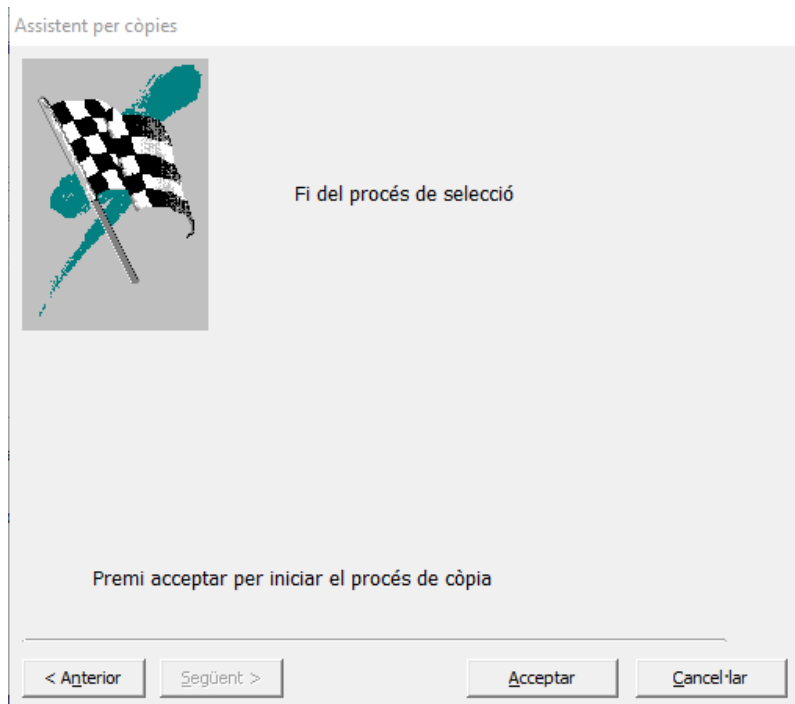 Assistent per còpies
Fi del procés de selecció
Premi acceptar per iniciar el procés de còpia
< Anterior
Següent >
Acceptar
Cancel·lar